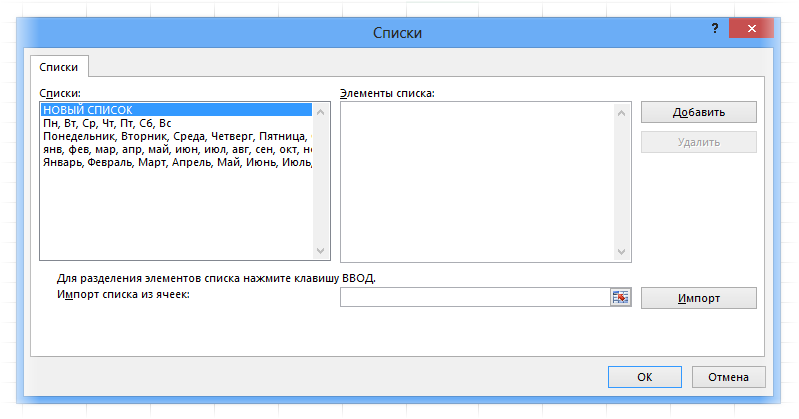 Списки
?
Списки
Списки:
Элементы списка:
НОВЫЙ СПИСОК
Пн, Вт, Ср, Чт, Пт, Сб, Вс
Понедельник, Вторник, Среда, Четверг, Пятница,
янв, фев, мар, апр, май, июн, июл, авг, сен, окт,
Январь, Февраль, Март, Апрель, Май, Июнь, Июль,
Добавить
Удалить
Для разделения элементов списка нажмите клавишу ВВОД.
Импорт списка из ячеек:
Импорт
ОК
Отмена